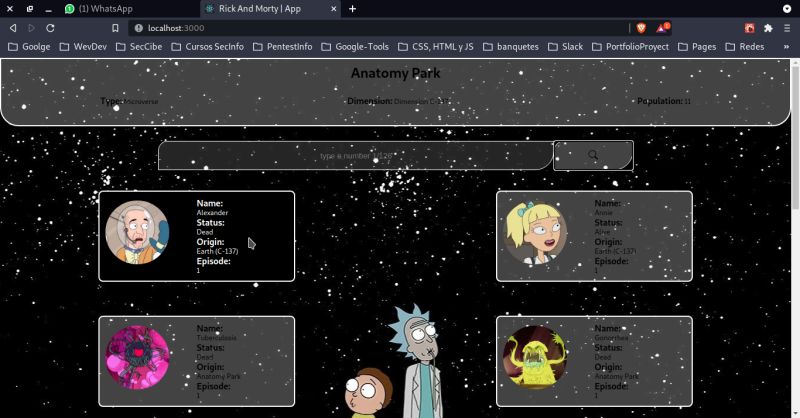 (1) WhatsApp
Rick And Morty | App
localhost:3000
Goolge WevDev SecCibe Cursos SecInfo PentestInfo Google-Tools CSS, HTML y JS banquetes Slack PortfolioProyect Pages Redes »
Anatomy Park
Type: Microverse Dimension: Dimension C-137 Population: 11
type a number 1/126
Name:
Alexander
Status:
Dead
Origin:
Earth (C-137)
Episode:
1
Name:
Annie
Status:
Alive
Origin:
Earth (C-137)
Episode:
1
Name:
Tuberculosis
Status:
Dead
Origin:
Anatomy Park
Episode:
1
Name:
Gonorrhea
Status:
Dead
Origin:
Anatomy Park
Episode:
1